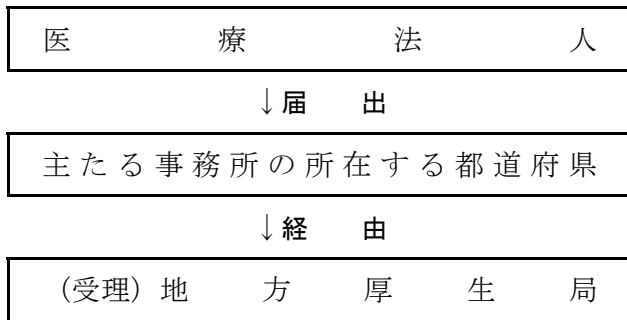 医療法人
↓届出
主たる事務所の所在する都道府県
↓経由
（受理）地方厚生局